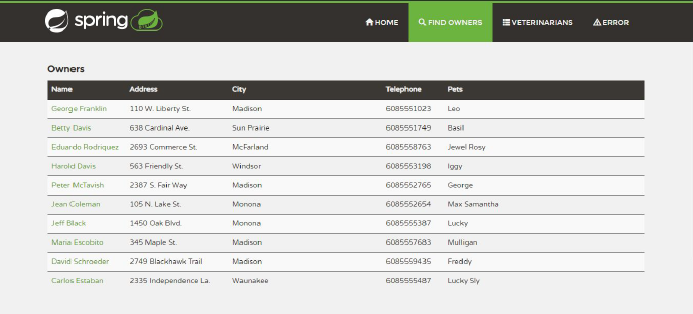 spring HOME FIND OWNERS VETERINARIANS ERROR
Owners
Name Address City Telephone Pets
George Franklin 110 W. Liberty St. Madison 6085551023 Leo
Betty Davis 638 Cardinal Ave. Sun Prairie 6085551749 Basil
Eduardo Rodriquez 2693 Commerce St. McFarland 6085558763 Jewel Rosy
Harold Davis 563 Friendly St. Windsor 6085553198 Iggy
Peter McTavish 2387 S. Fair Way Madison 6085552765 George
Jean Coleman 105 N. Lake St. Monona 6085552654 Max Samantha
Jeff Black 1450 Oak Blvd. Monona 6085555387 Lucky
Maria Escobito 345 Maple St. Madison 6085557683 Mulligan
David Schroeder 2749 Blackhawk Trail Madison 6085559435 Freddy
Carlos Estaban 2335 Independence La. Waunakee 6085555487 Lucky Sly